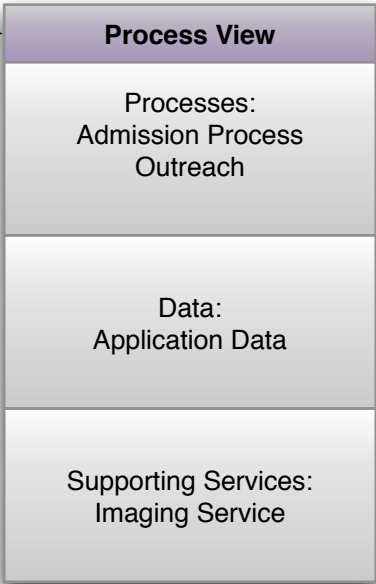 Process View
Processes:
Admission Process
Outreach
Data:
Application Data
Supporting Services:
Imaging Service